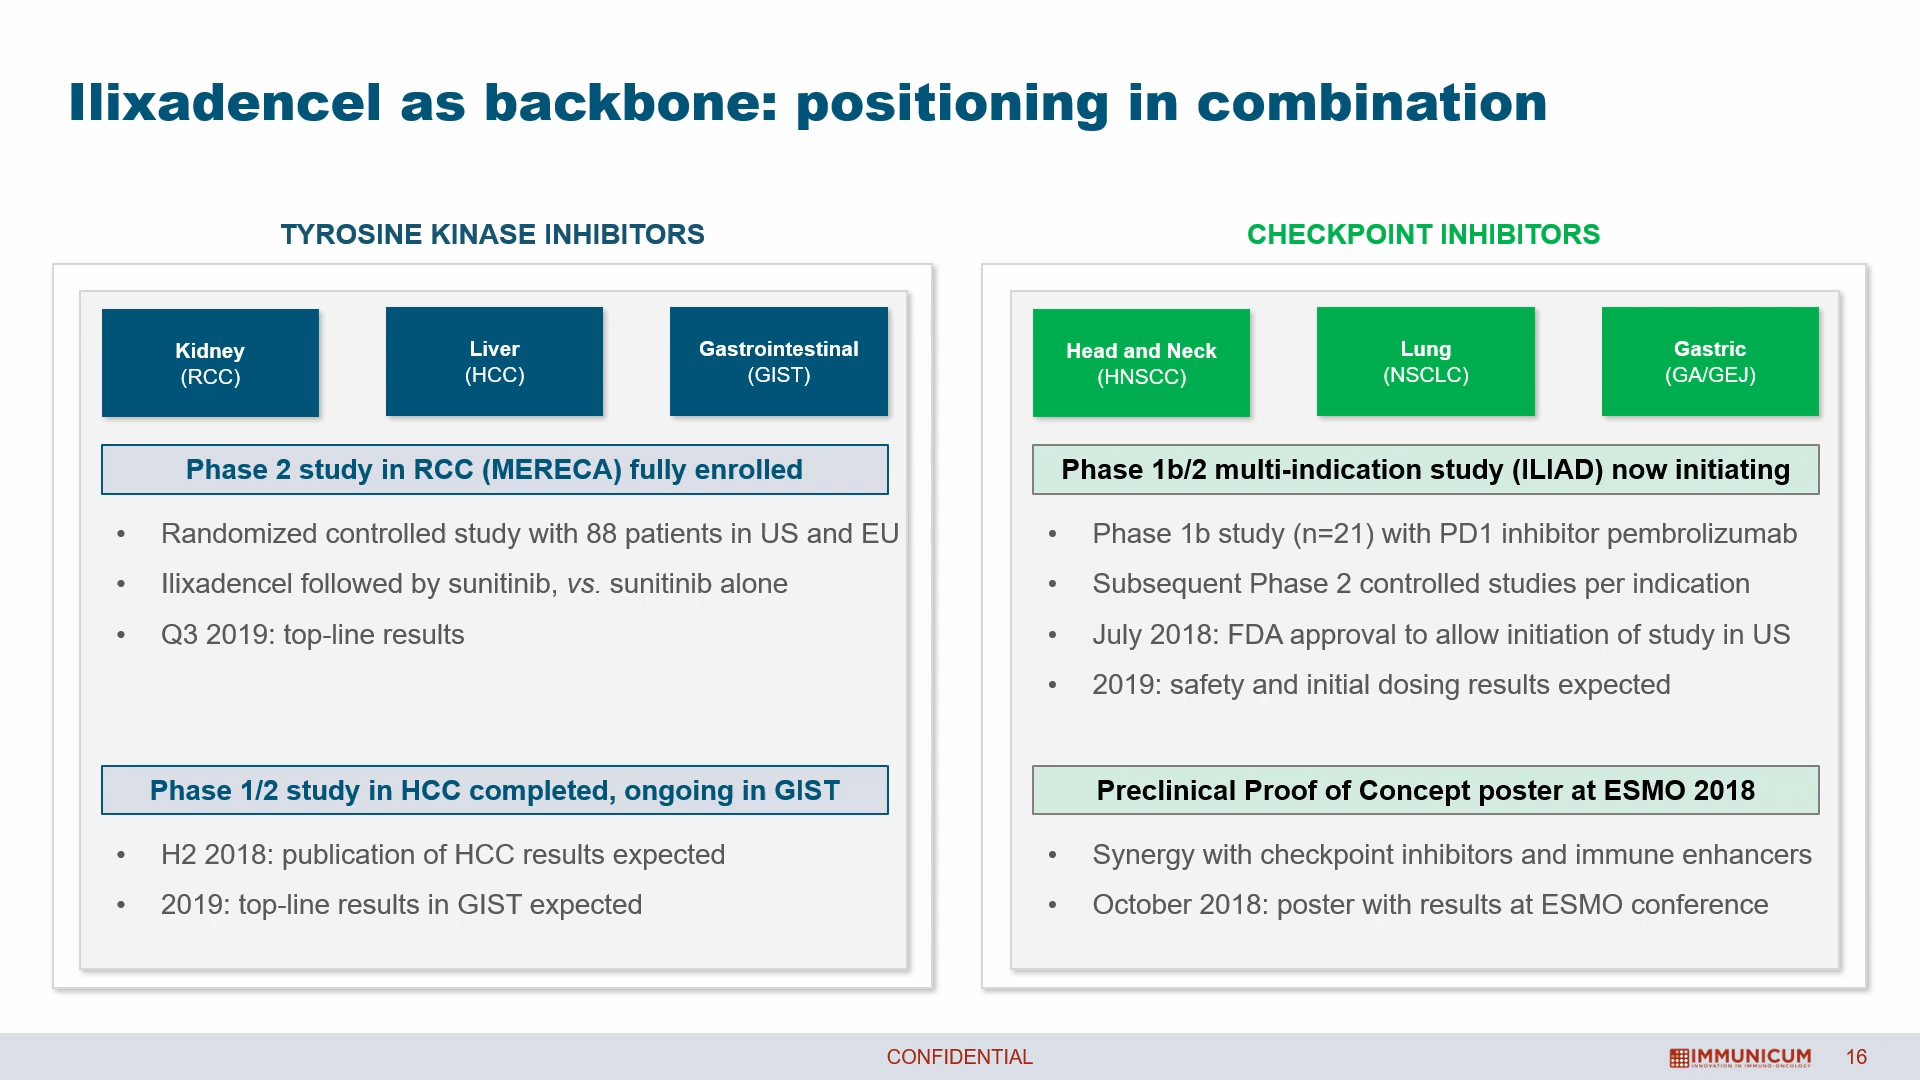 Ilixadencel as backbone: positioning in combination
TYROSINE KINASE INHIBITORS
Kidney
(RCC)
Liver
(HCC)
Gastrointestinal
(GIST)
Phase 2 study in RCC (MERECA) fully enrolled
• Randomized controlled study with 88 patients in US and EU
• Ilixadencel followed by sunitinib, vs. sunitinib alone
• Q3 2019: top-line results
Phase 1/2 study in HCC completed, ongoing in GIST
• H2 2018: publication of HCC results expected
• 2019: top-line results in GIST expected
CHECKPOINT INHIBITORS
Head and Neck
(HNSCC)
Lung
(NSCLC)
Gastric
(GA/GEJ)
Phase 1b/2 multi-indication study (ILIAD) now initiating
• Phase 1b study (n=21) with PD1 inhibitor pembrolizumab
• Subsequent Phase 2 controlled studies per indication
• July 2018: FDA approval to allow initiation of study in US
• 2019: safety and initial dosing results expected
Preclinical Proof of Concept poster at ESMO 2018
• Synergy with checkpoint inhibitors and immune enhancers
• October 2018: poster with results at ESMO conference
CONFIDENTIAL
IMMUNICUM
INNOVATION IN IMMUNO-ONCOLOGY
16